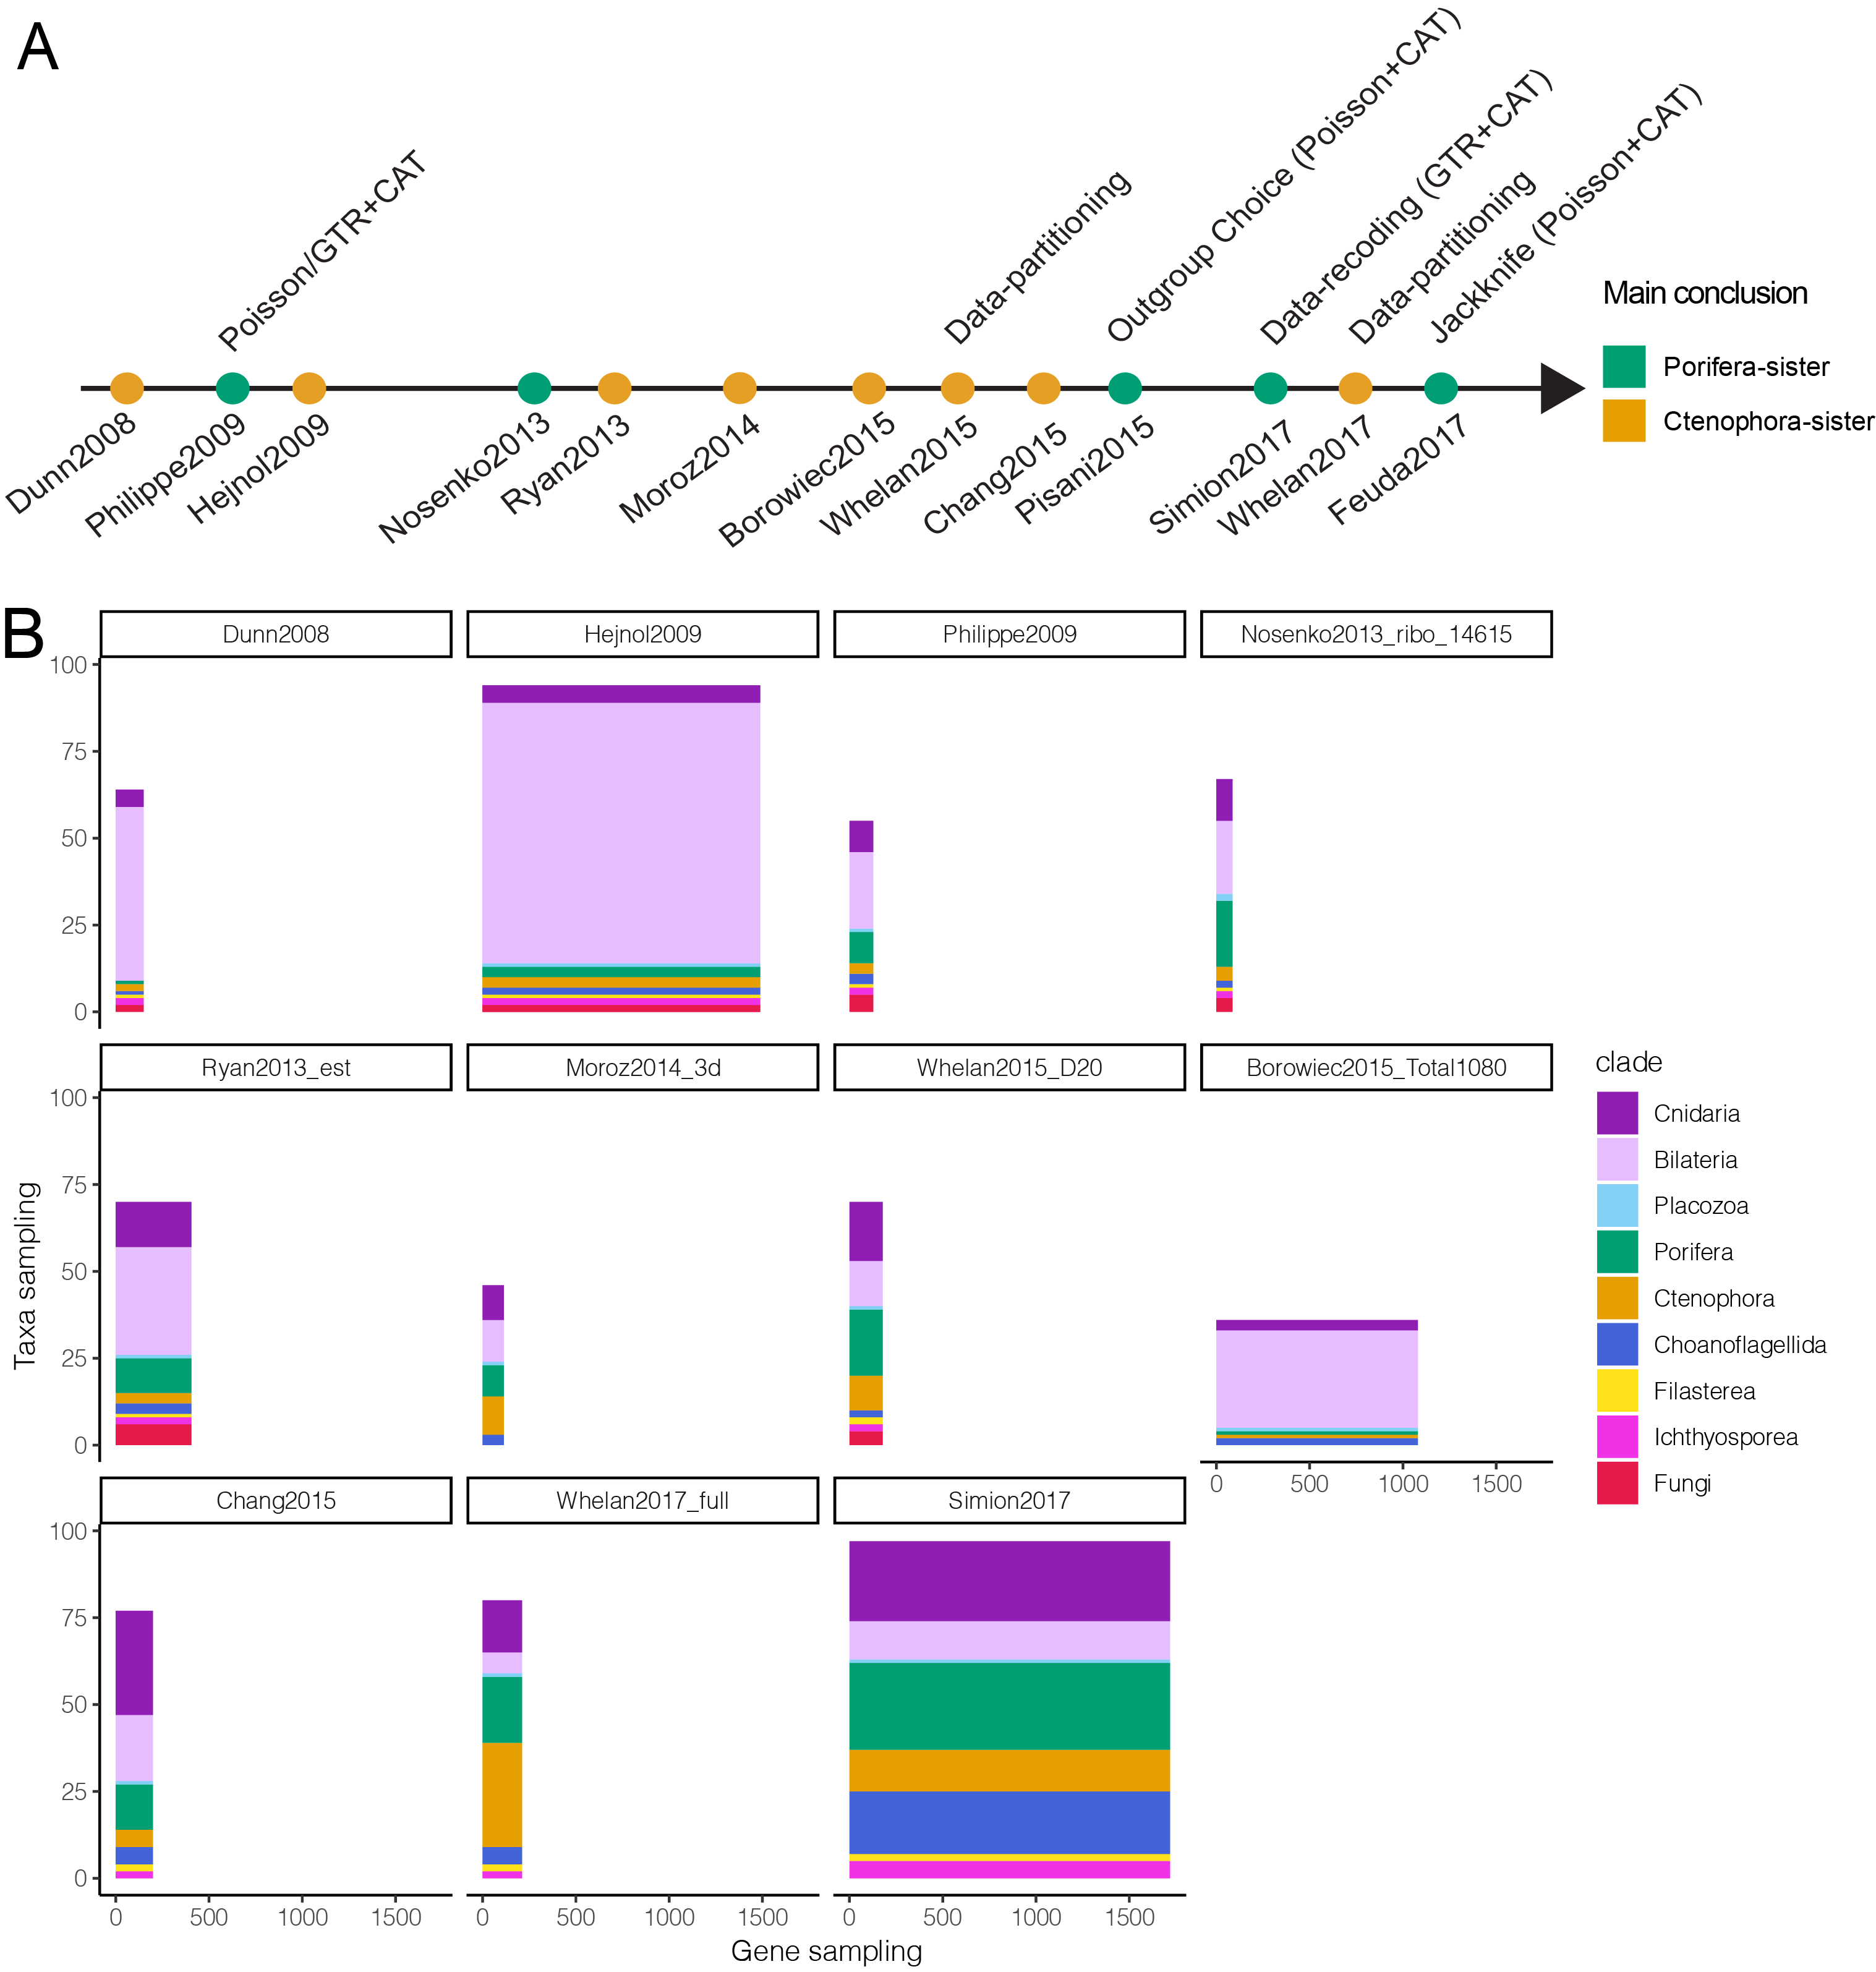 A
Poisson/GTR+CAT
Data-partitioning
Outgroup Choice (Poisson+CAT)
Data-recoding (GTR+CAT)
Data-partitioning
Jackknife (Poisson+CAT)
Dunn2008
Philippe2009
Hejnol2009
Nosenko2013
Ryan2013
Moroz2014
Borowiec2015
Whelan2015
Chang2015
Pisani2015
Simion2017
Whelan2017
Feuda2017
Main conclusion
Porifera-sister
Ctenophora-sister
B
Dunn2008
Hejnol2009
Philippe2009
Nosenko2013_ribo_14615
100
75
50
25
0
Ryan2013_est
Moroz2014_3d
Whelan2015_D20
Borowiec2015_Total1080
100
75
50
25
0
0 500 1000 1500
Chang2015
Whelan2017_full
Simion2017
100
75
50
25
0
0 500 1000 1500
0 500 1000 1500
0 500 1000 1500
Taxa sampling
Gene sampling
clade
Cnidaria
Bilateria
Placozoa
Porifera
Ctenophora
Choanoflagellida
Filasterea
Ichthyosporea
Fungi